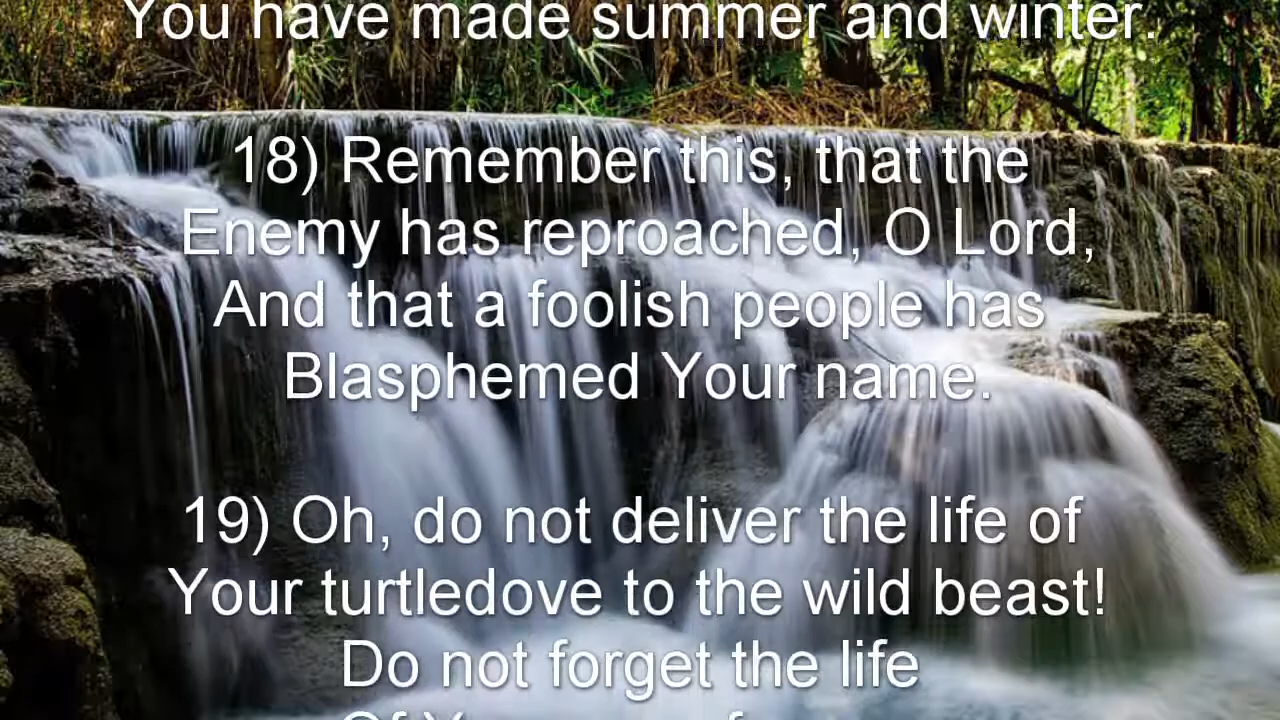 You have made summer and winter.
18) Remember this, that the
Enemy has reproached, O Lord,
And that a foolish people has
Blasphemed Your name.
19) Oh, do not deliver the life of
Your turtledove to the wild beast!
Do not forget the life